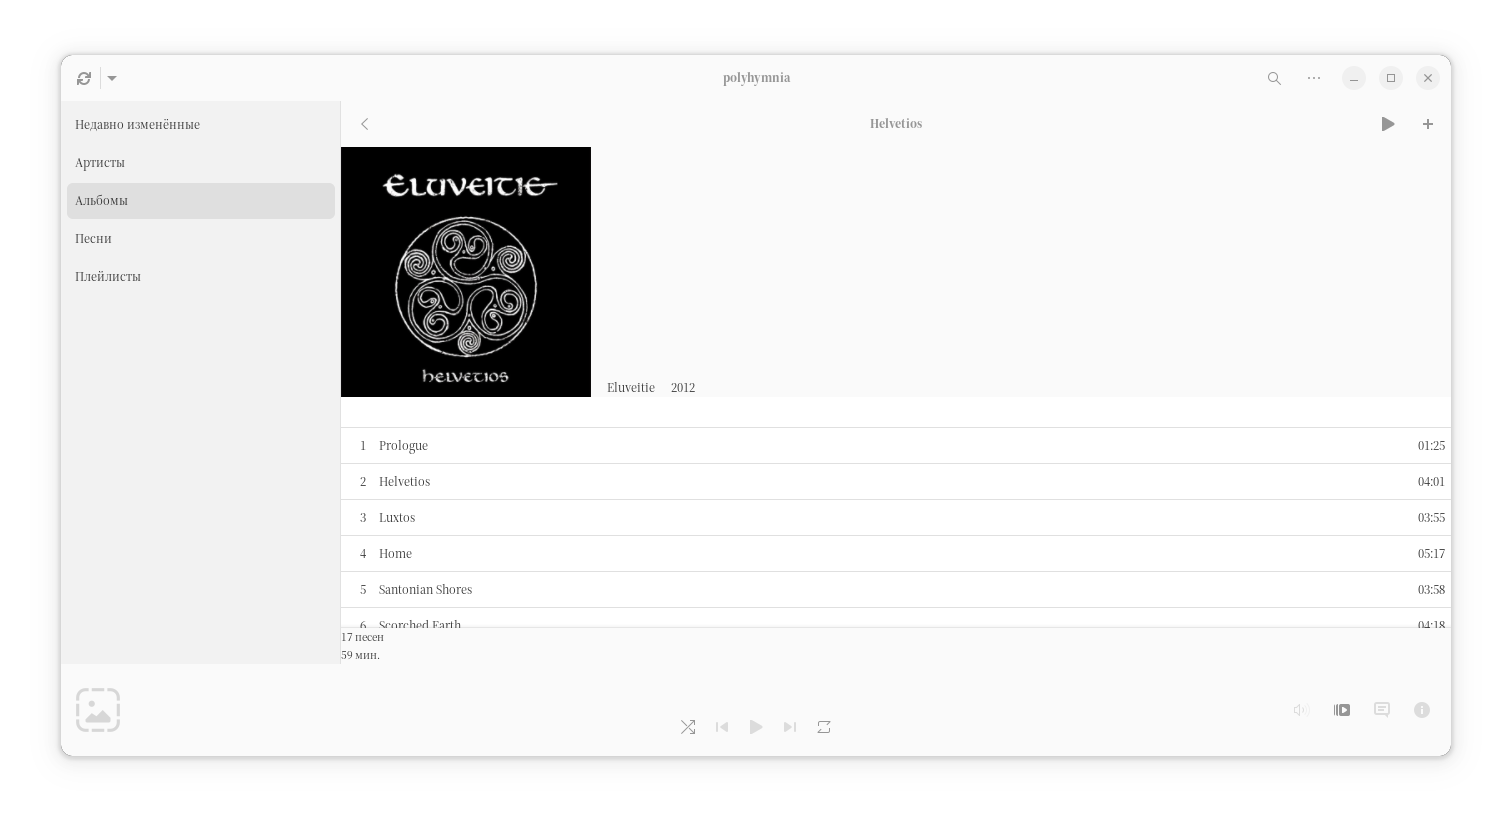 polyhymnia
Недавно изменённые
Артисты
Альбомы
Песни
Плейлисты
Helvetios
ELUVEITIE
helvetios
Eluveitie 2012
1 Prologue 01:25
2 Helvetios 04:01
3 Luxtos 03:55
4 Home 05:17
5 Santonian Shores 03:58
6 Scorched Earth 04:18
17 песен
59 мин.